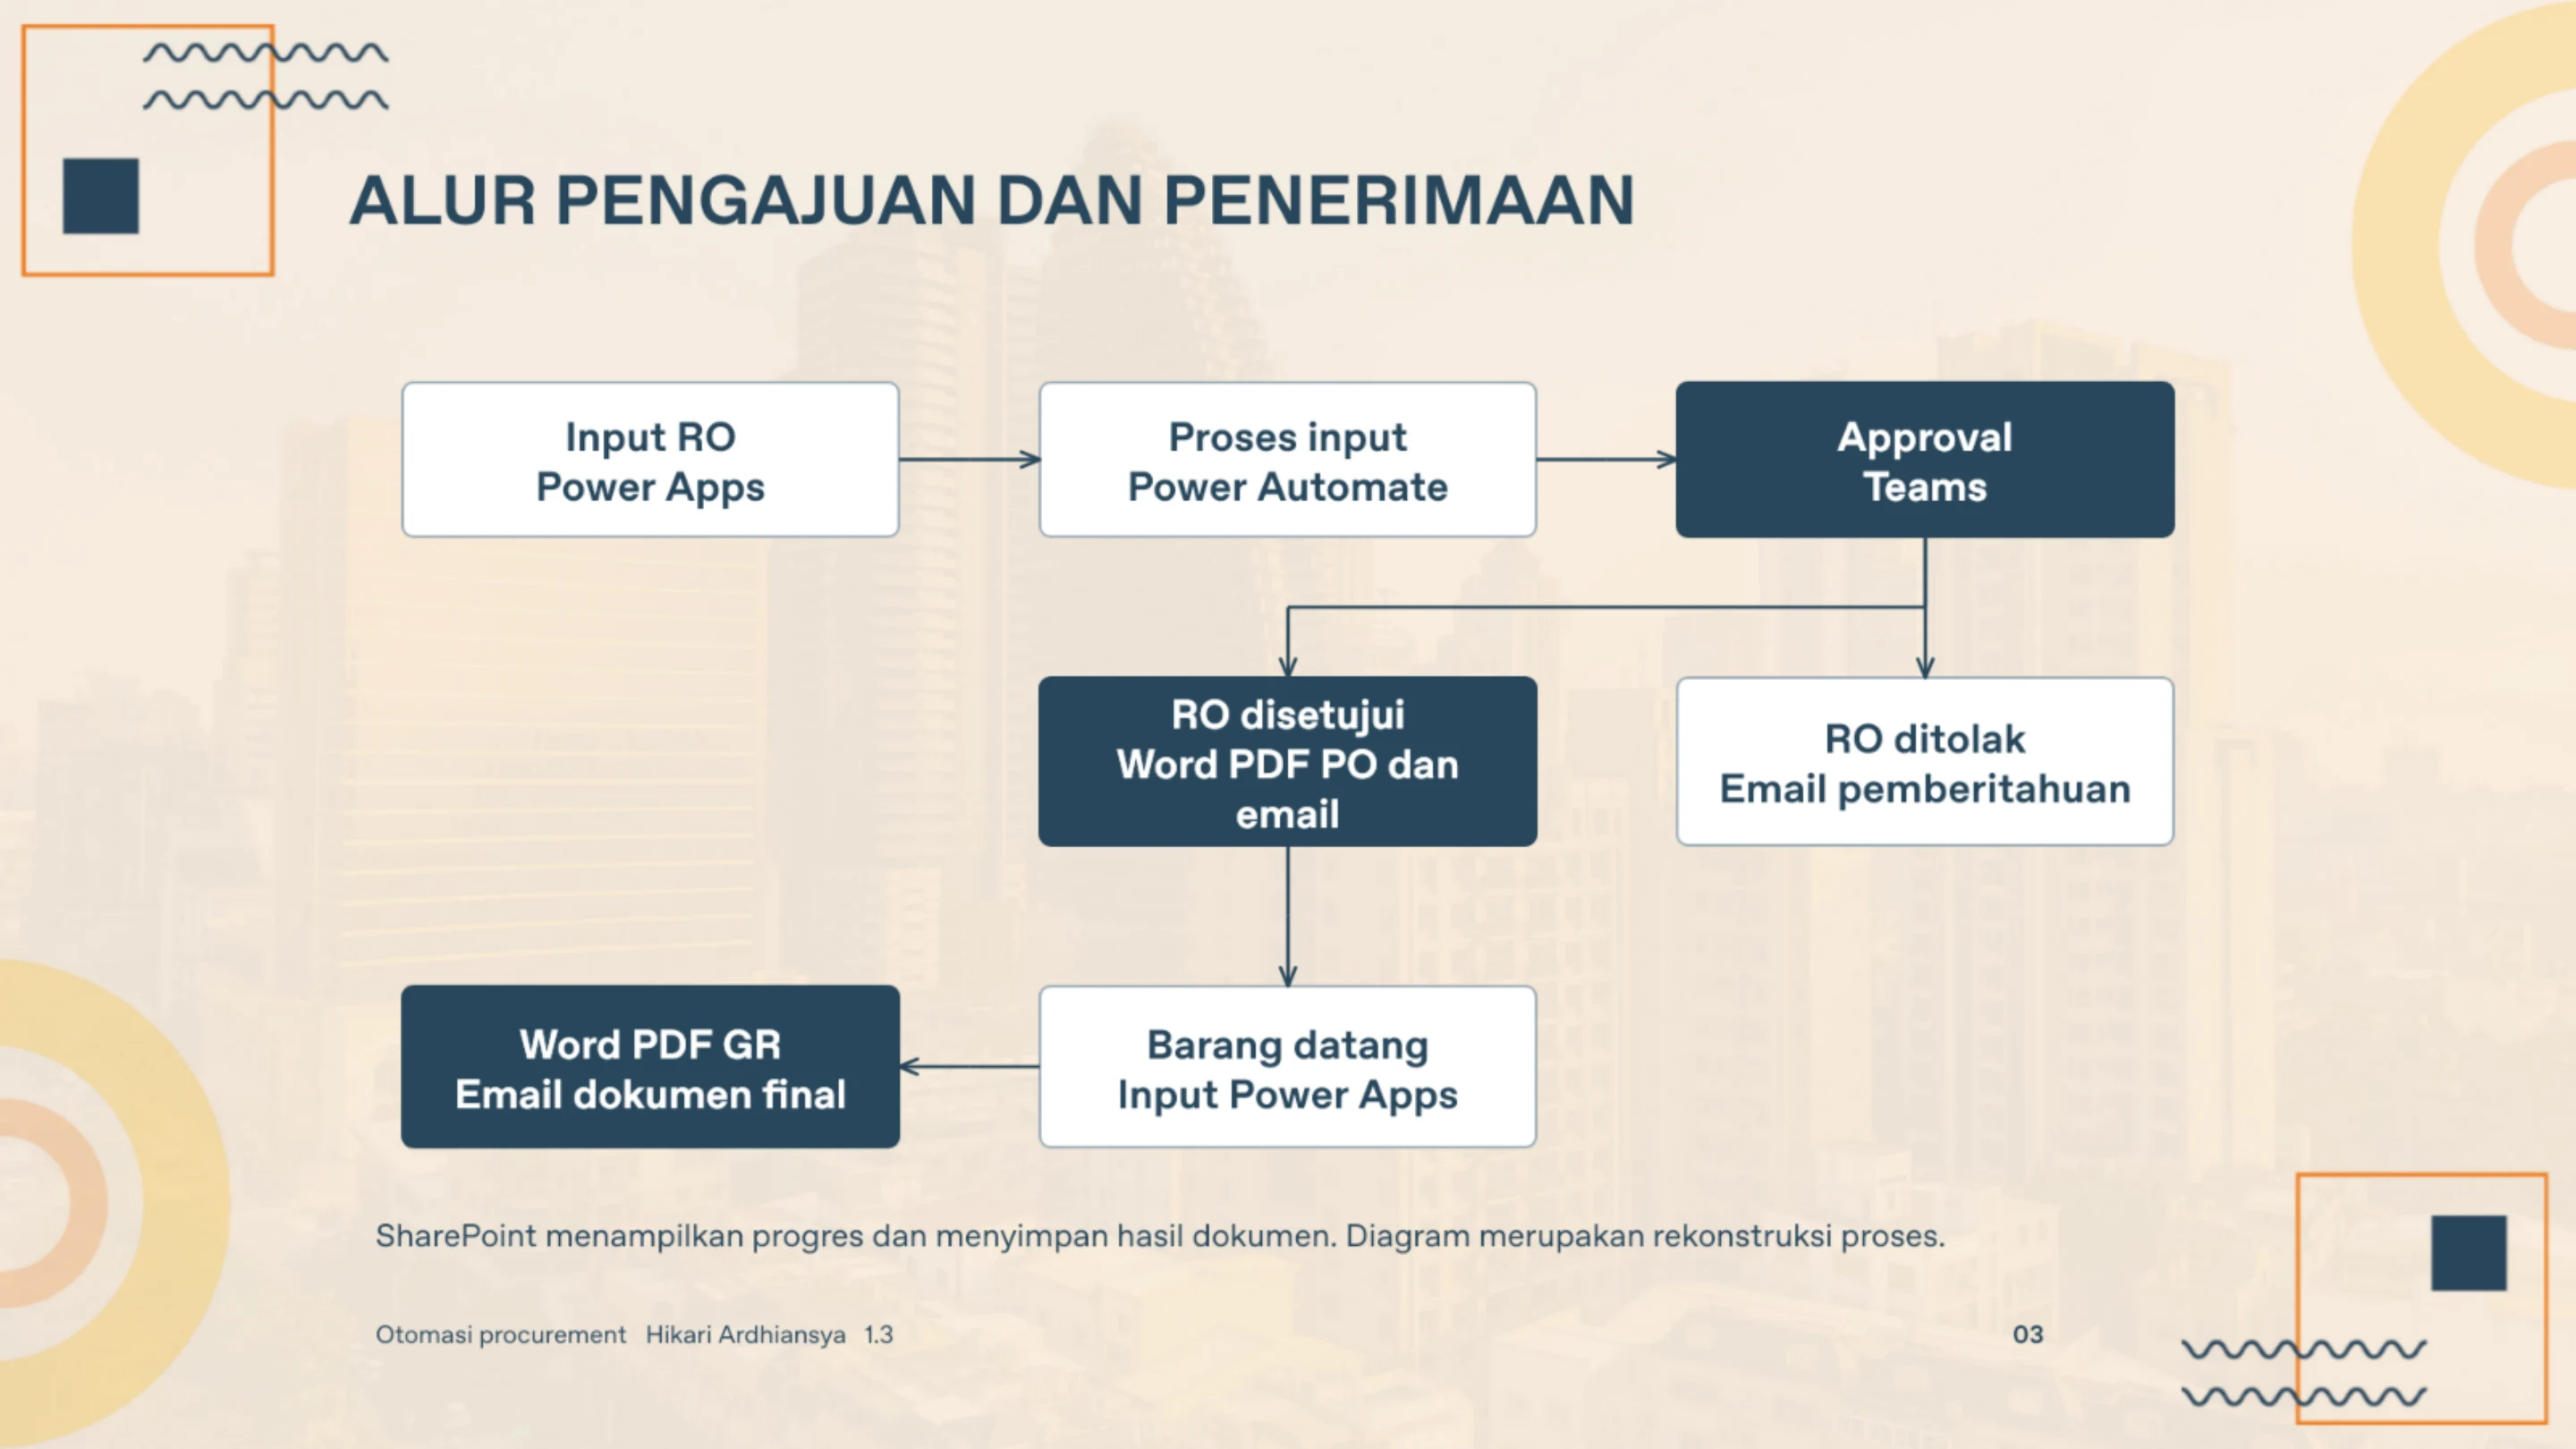 ALUR PENGAJUAN DAN PENERIMAAN
Input RO
Power Apps
Proses input
Power Automate
Approval
Teams
RO disetujui
Word PDF PO dan
email
RO ditolak
Email pemberitahuan
Word PDF GR
Email dokumen final
Barang datang
Input Power Apps
SharePoint menampilkan progres dan menyimpan hasil dokumen. Diagram merupakan rekonstruksi proses.
Otomasi procurement Hikari Ardhiansya 1.3
03